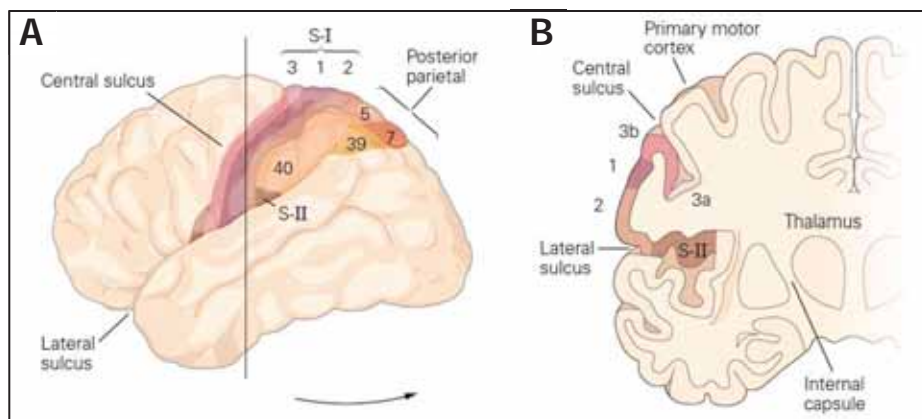 A
S-I
3 1 2
Central sulcus
Posterior
parietal
5
7
39
40
S-II
Lateral
sulcus
B
Primary motor
cortex
Central
sulcus
3b
1
3a
2
Thalamus
Lateral
sulcus
S-II
Internal
capsule